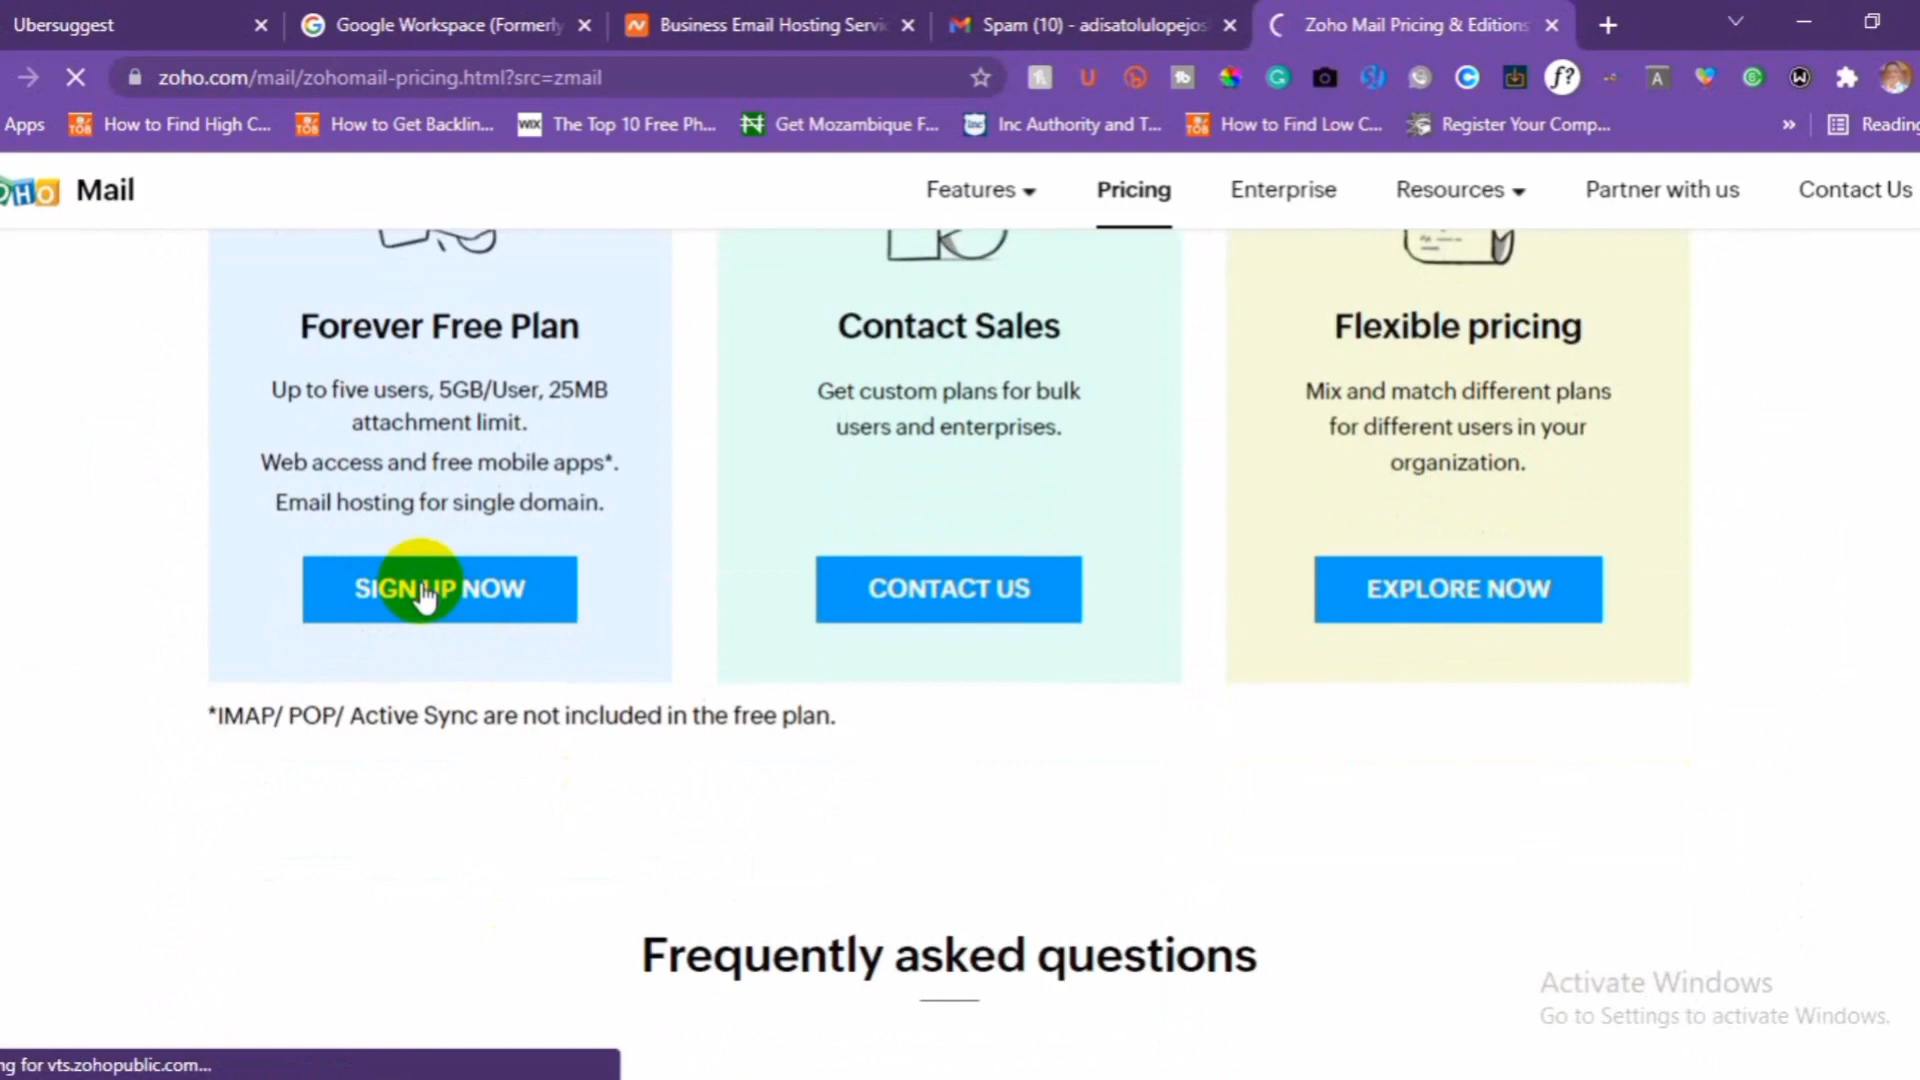 Ubersuggest
Google Workspace (Formerly
Business Email Hosting Servic
Spam (10) - adisatolulopejos
Zoho Mail Pricing & Editions
zoho.com/mail/zohomail-pricing.html?src=zmail
Apps
How to Find High C...
How to Get Backlin...
WIX
The Top 10 Free Ph...
Get Mozambique F...
Inc Authority and T...
How to Find Low C...
Register Your Comp...
»
Reading
OHO Mail
Features
Pricing
Enterprise
Resources
Partner with us
Contact Us
Forever Free Plan
Up to five users, 5GB/User, 25MB
attachment limit.
Web access and free mobile apps*.
Email hosting for single domain.
SIGN UP NOW
Contact Sales
Get custom plans for bulk
users and enterprises.
CONTACT US
Flexible pricing
Mix and match different plans
for different users in your
organization.
EXPLORE NOW
*IMAP/ POP/ Active Sync are not included in the free plan.
Frequently asked questions
Activate Windows
Go to Settings to activate Windows.
ng for vts.zohopublic.com...